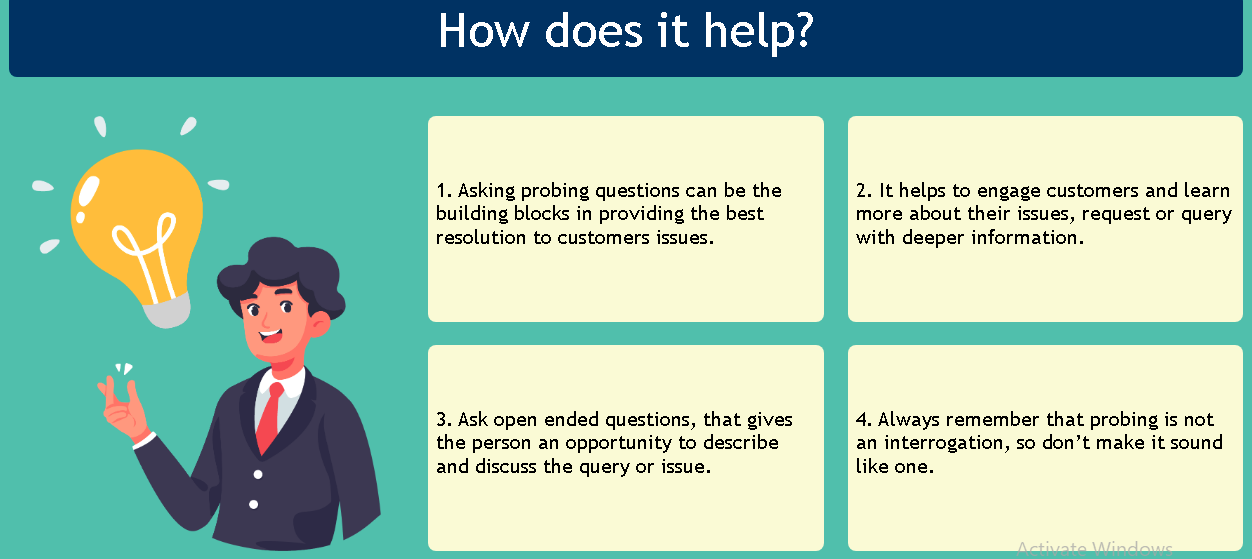 How does it help?
1. Asking probing questions can be the
building blocks in providing the best
resolution to customers issues.
2. It helps to engage customers and learn
more about their issues, request or query
with deeper information.
3. Ask open ended questions, that gives
the person an opportunity to describe
and discuss the query or issue.
4. Always remember that probing is not
an interrogation, so don’t make it sound
like one.
Activate Windows